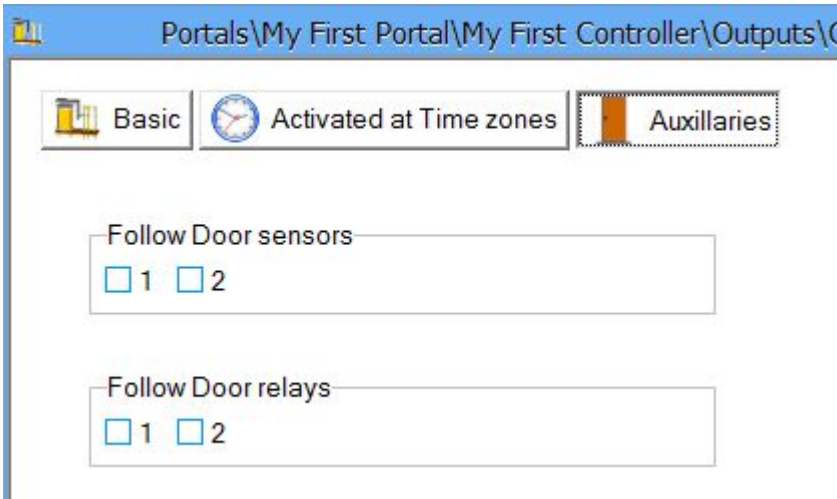 Portals\My First Portal\My First Controller\Outputs\
Basic Activated at Time zones Auxillaries
Follow Door sensors
1 2
Follow Door relays
1 2